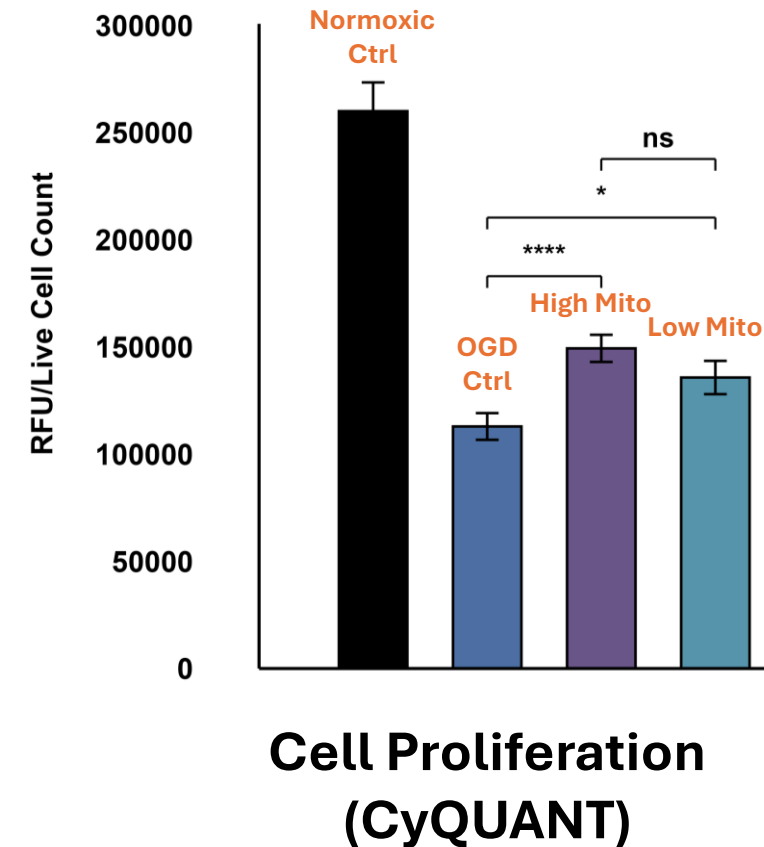 300000
250000
200000
150000
100000
50000
0
RFU/Live Cell Count
Normoxic
Ctrl
ns
*
****
High Mito
Low Mito
OGD
Ctrl
Cell Proliferation
(CyQUANT)